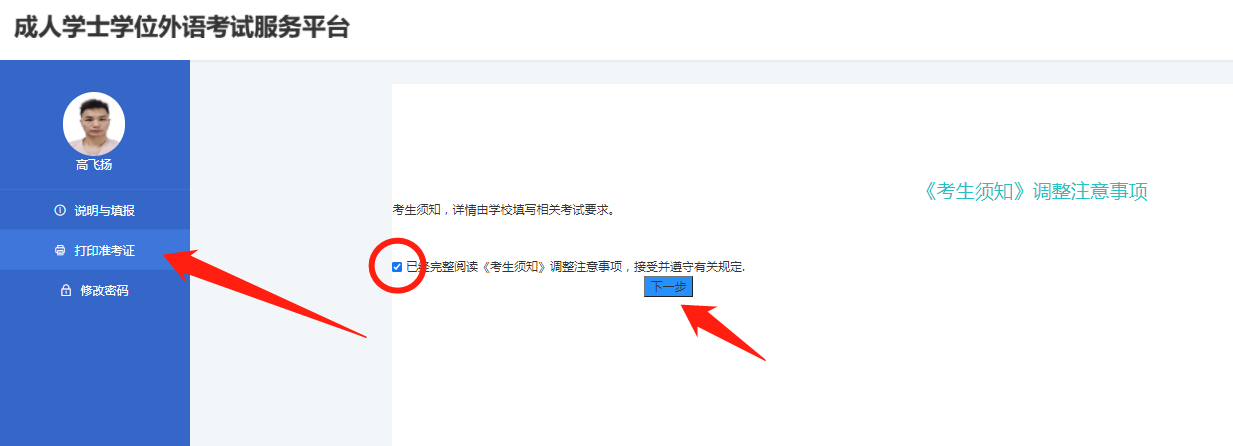 成人学士学位外语考试服务平台
高飞扬
说明与填报
打印准考证
修改密码
《考生须知》调整注意事项
考生须知，详情由学校填写相关考试要求。
已经完整阅读《考生须知》调整注意事项，接受并遵守有关规定.
下一步